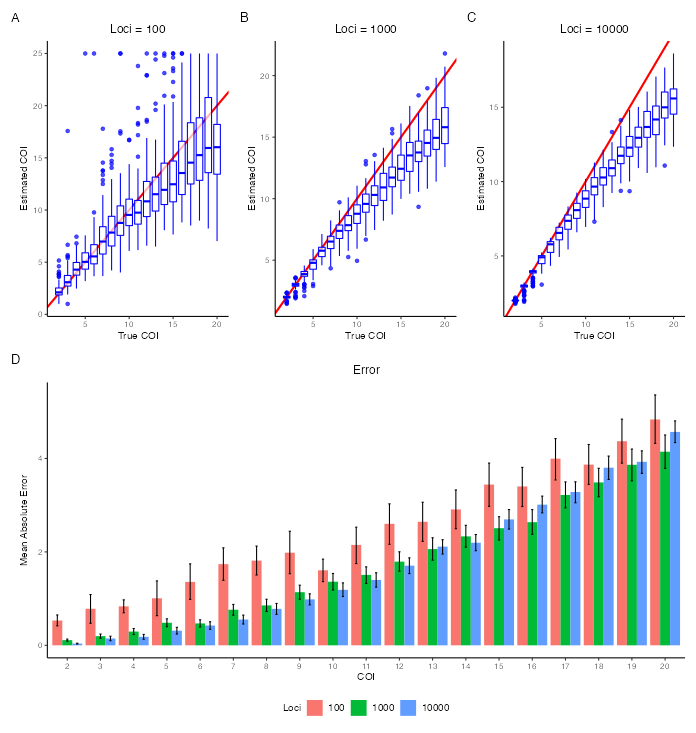 A
B
C
Loci = 100
Loci = 1000
Loci = 10000
Estimated COI
25
20
15
10
5
0
5
10
15
20
True COI
Estimated COI
20
15
10
5
5
10
15
20
True COI
Estimated COI
15
10
5
5
10
15
20
True COI
D
Error
Mean Absolute Error
4
2
0
2 3 4 5 6 7 8 9 10 11 12 13 14 15 16 17 18 19 20
COI
Loci 100 1000 10000